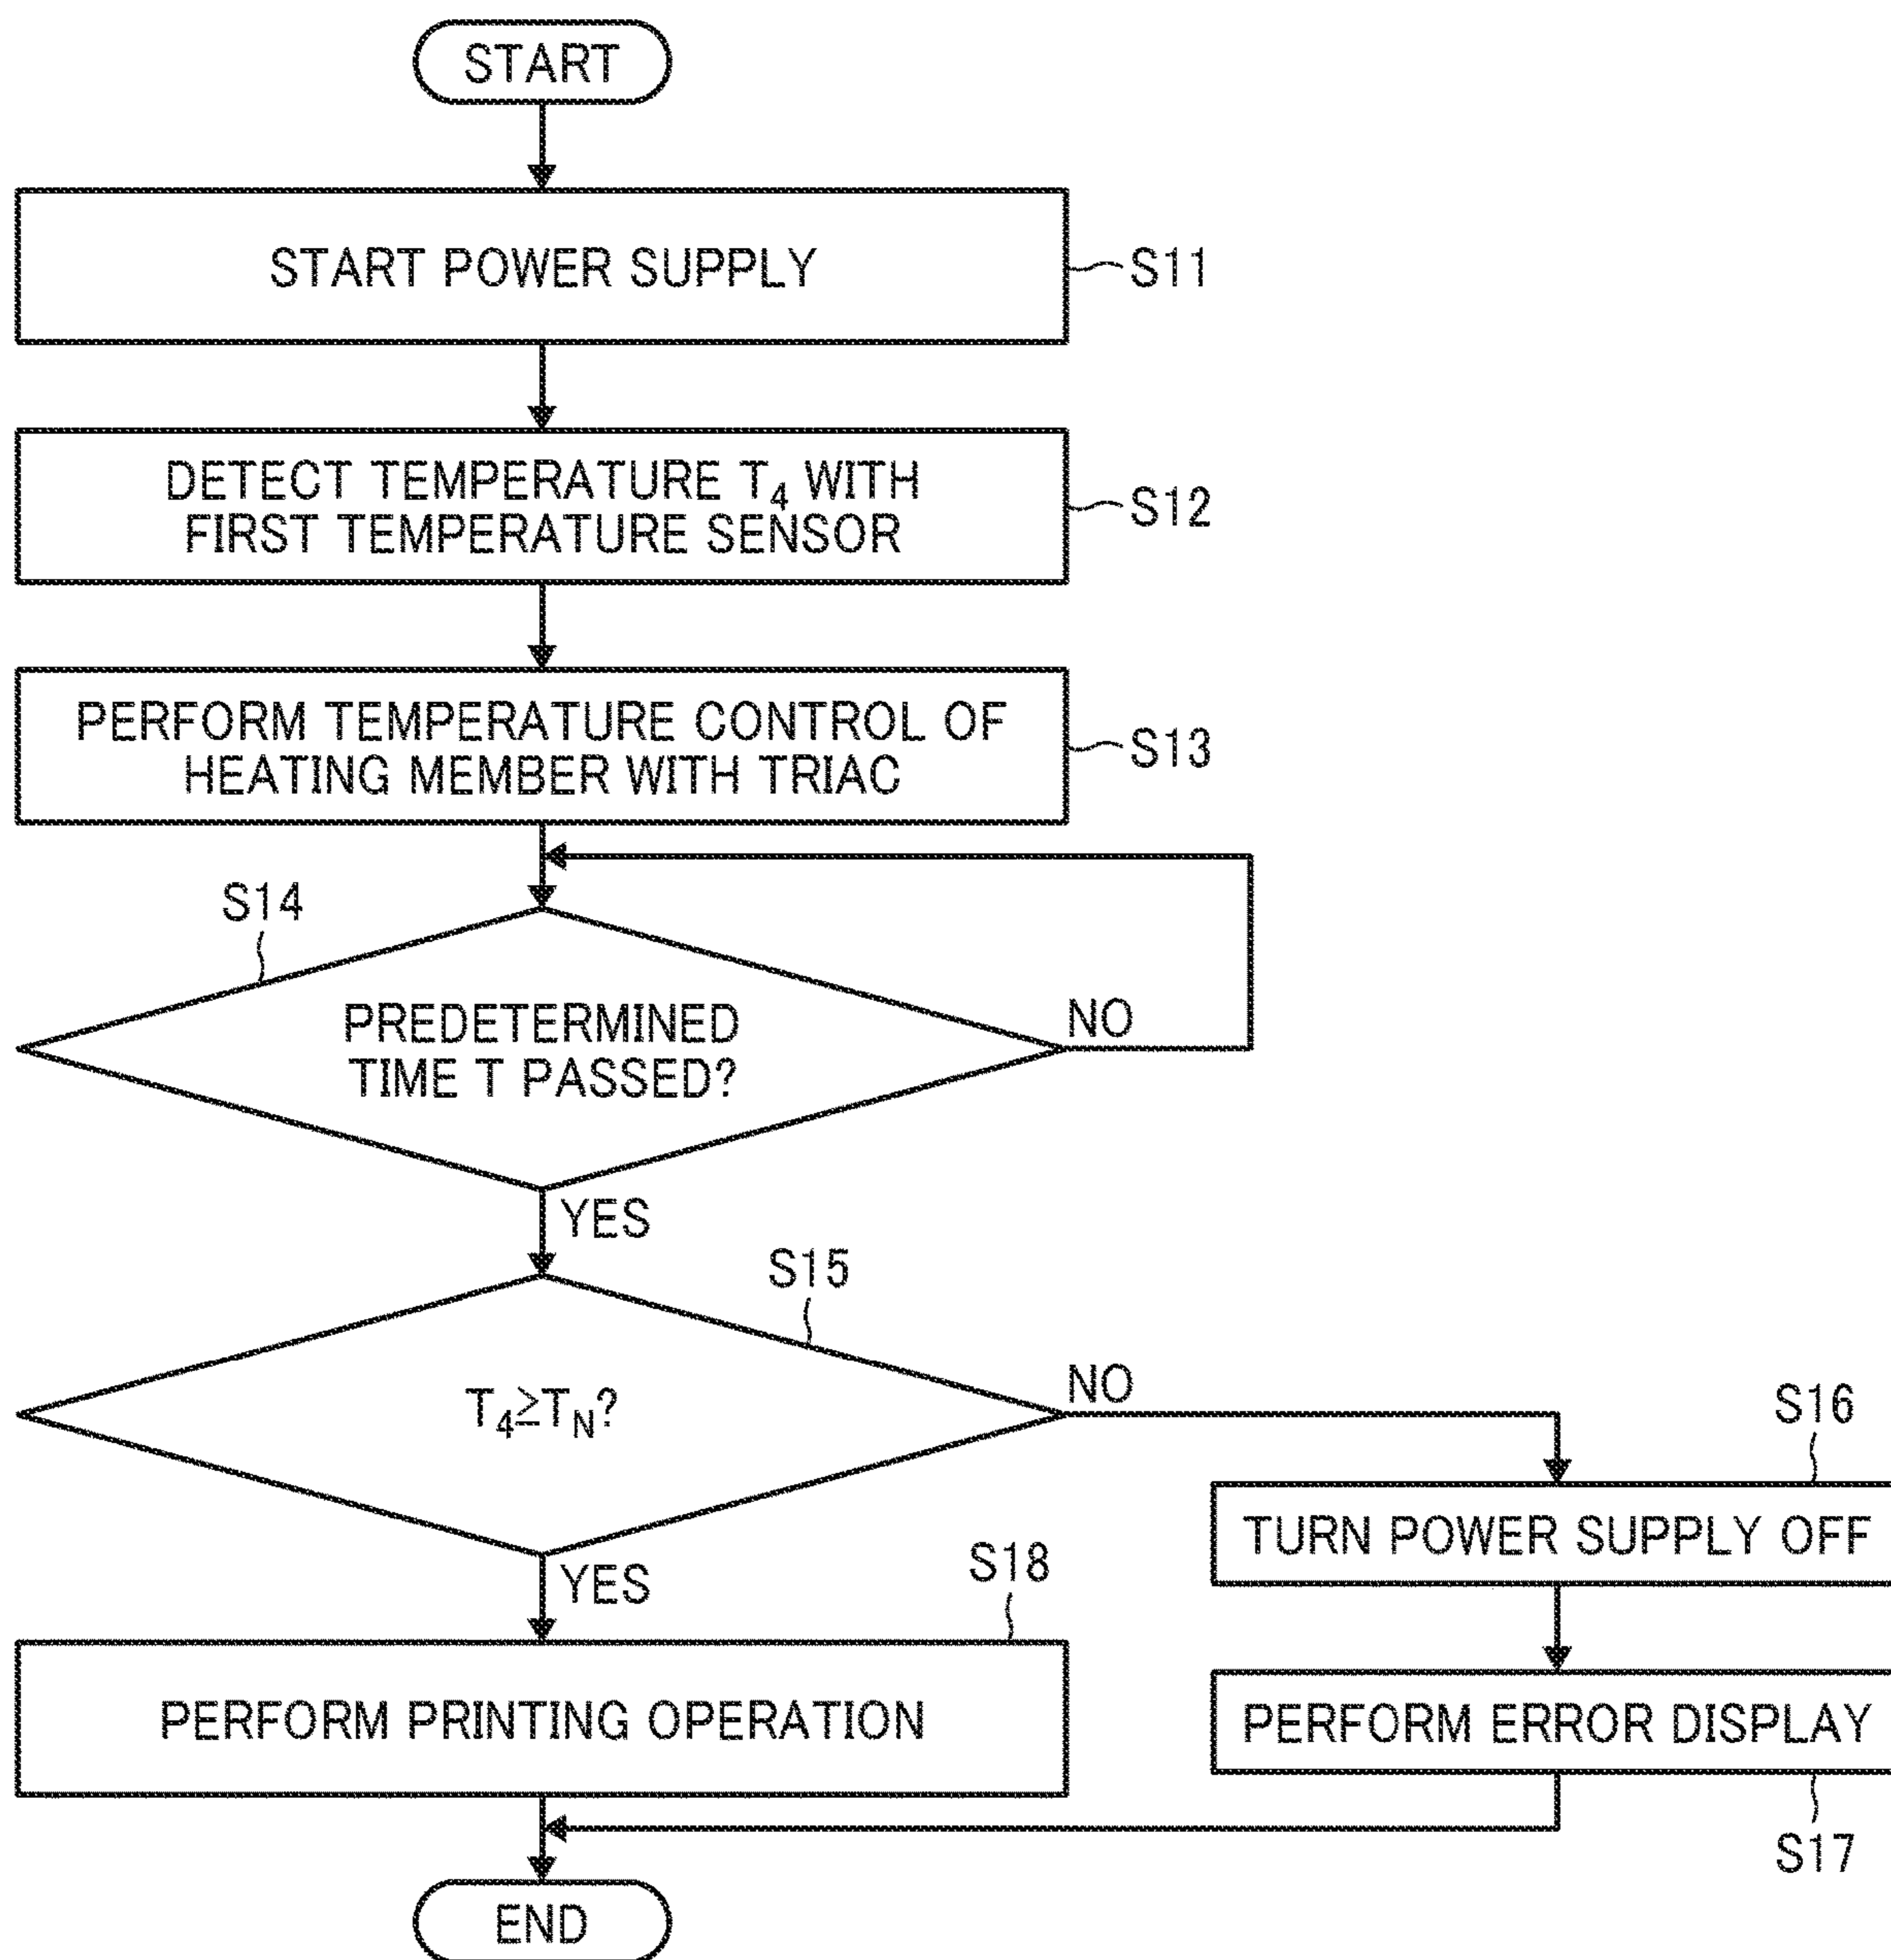 START
START POWER SUPPLY
S11
DETECT TEMPERATURE T₄ WITH
FIRST TEMPERATURE SENSOR
S12
PERFORM TEMPERATURE CONTROL OF
HEATING MEMBER WITH TRIAC
S13
S14
PREDETERMINED
TIME T PASSED?
NO
YES
S15
T₄≥T_N?
NO
S16
TURN POWER SUPPLY OFF
YES
S18
PERFORM PRINTING OPERATION
PERFORM ERROR DISPLAY
S17
END